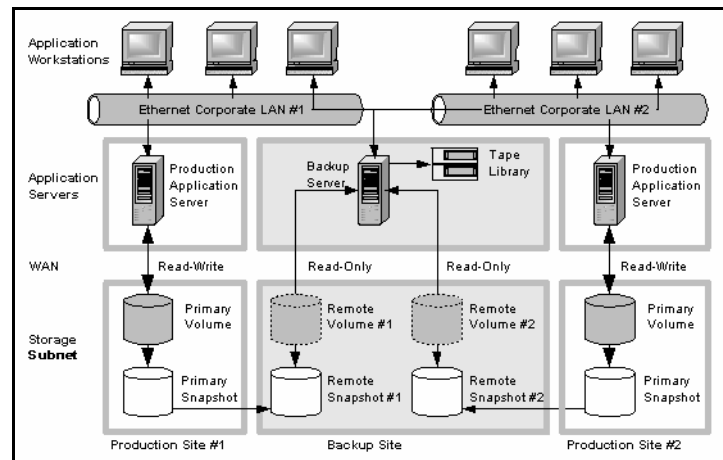 Application
Workstations
Ethernet Corporate LAN #1
Ethernet Corporate LAN #2
Application
Servers
Production
Application
Server
Backup
Server
Tape
Library
Production
Application
Server
WAN
Read-Write
Read-Only
Read-Only
Read-Write
Storage
Subnet
Primary
Volume
Remote
Volume #1
Remote
Volume #2
Primary
Volume
Primary
Snapshot
Remote
Snapshot #1
Remote
Snapshot #2
Primary
Snapshot
Production Site #1
Backup Site
Production Site #2